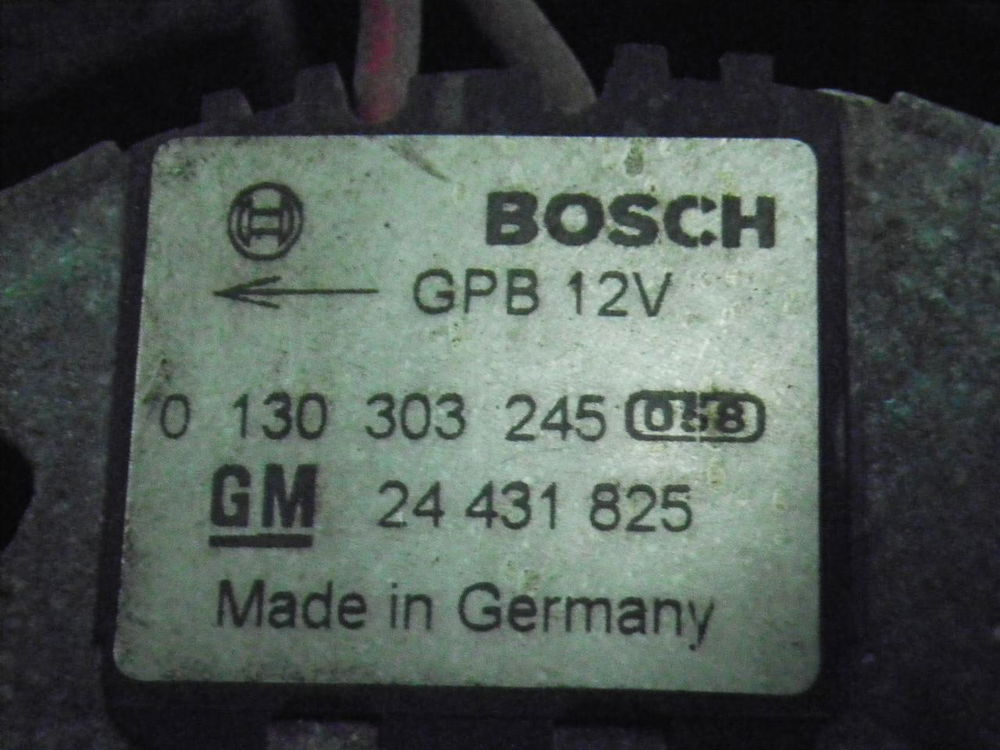 BOSCH
GPB 12V
0 130 303 245 058
GM 24 431 825
Made in Germany